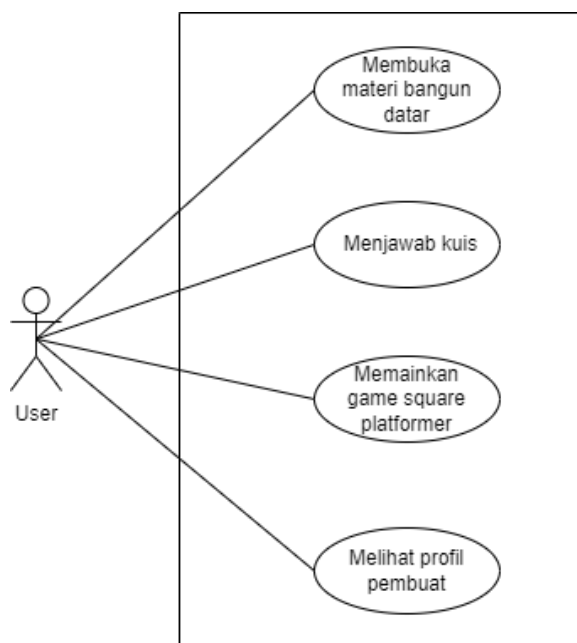 Membuka
materi bangun
datar
Menjawab kuis
Memainkan
game square
platformer
User
Melihat profil
pembuat